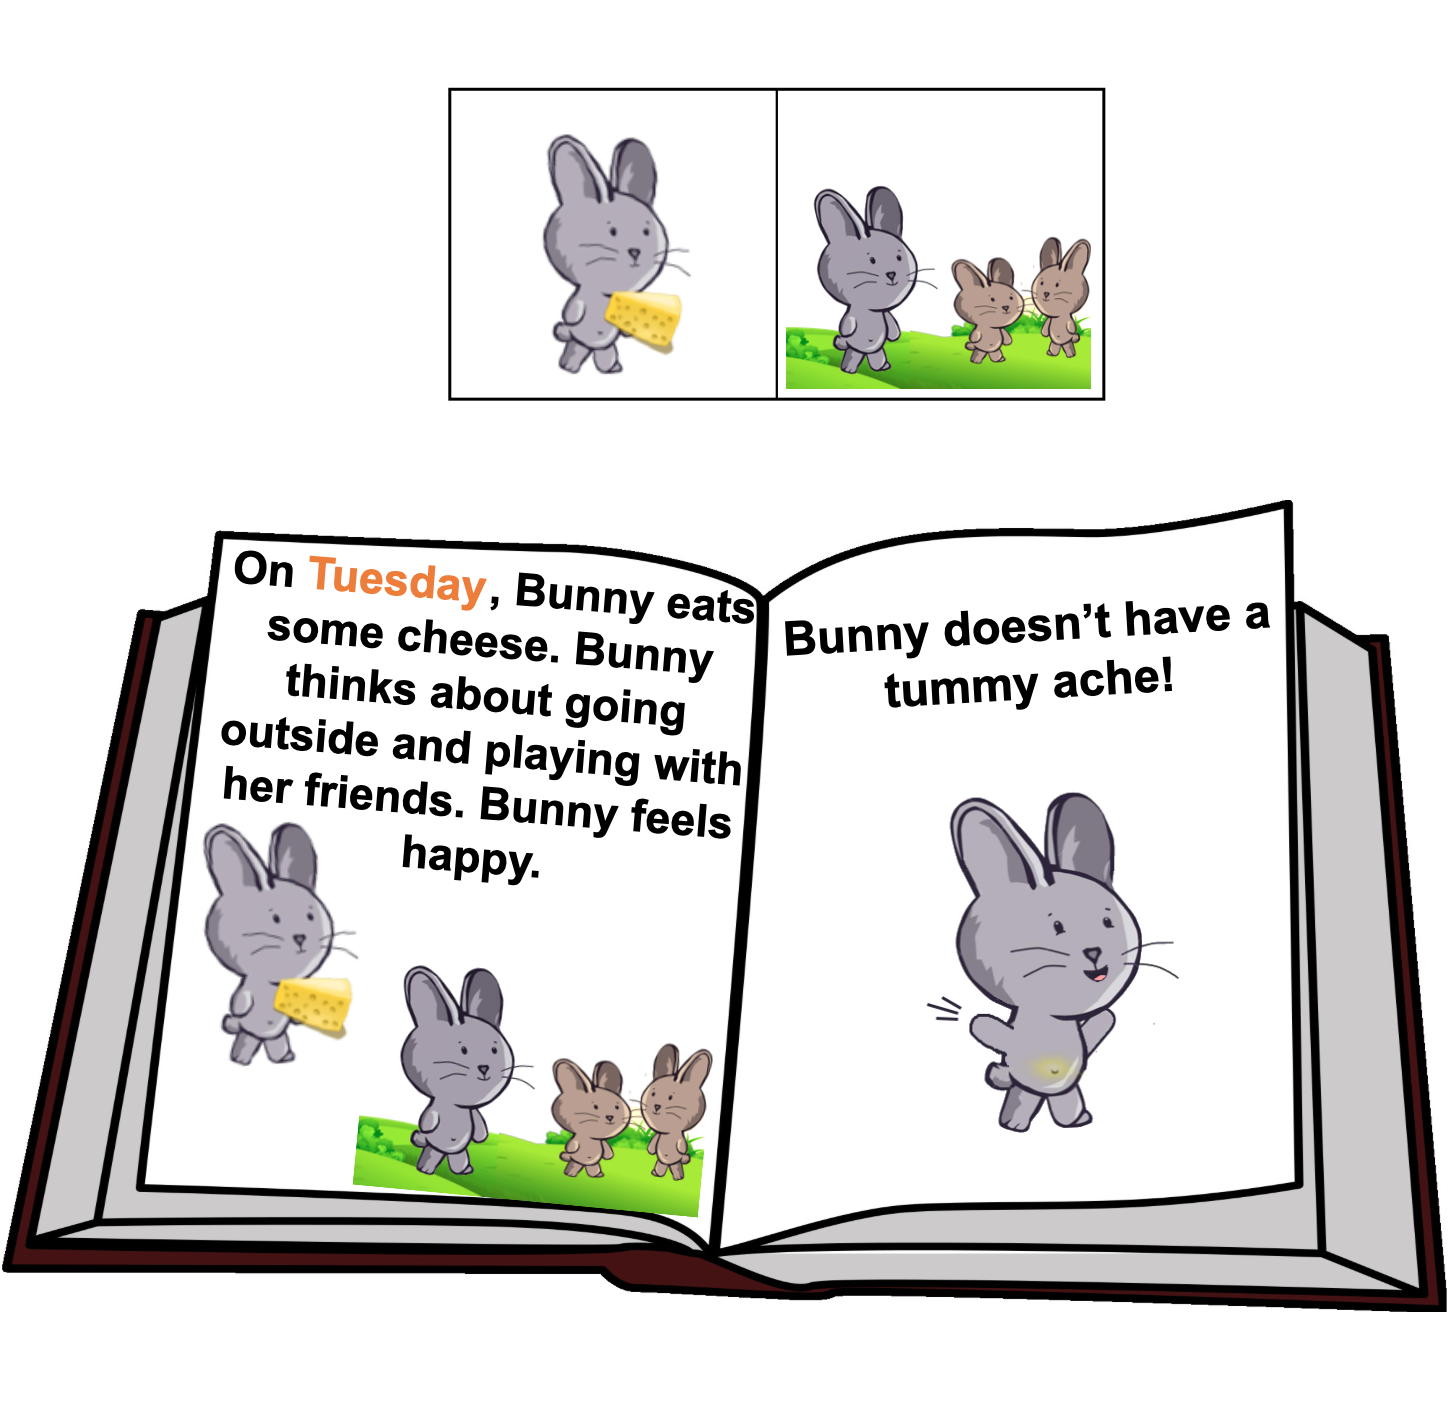 On Tuesday, Bunny eats
some cheese. Bunny
thinks about going
outside and playing with
her friends. Bunny feels
happy.
Bunny doesn’t have a
tummy ache!